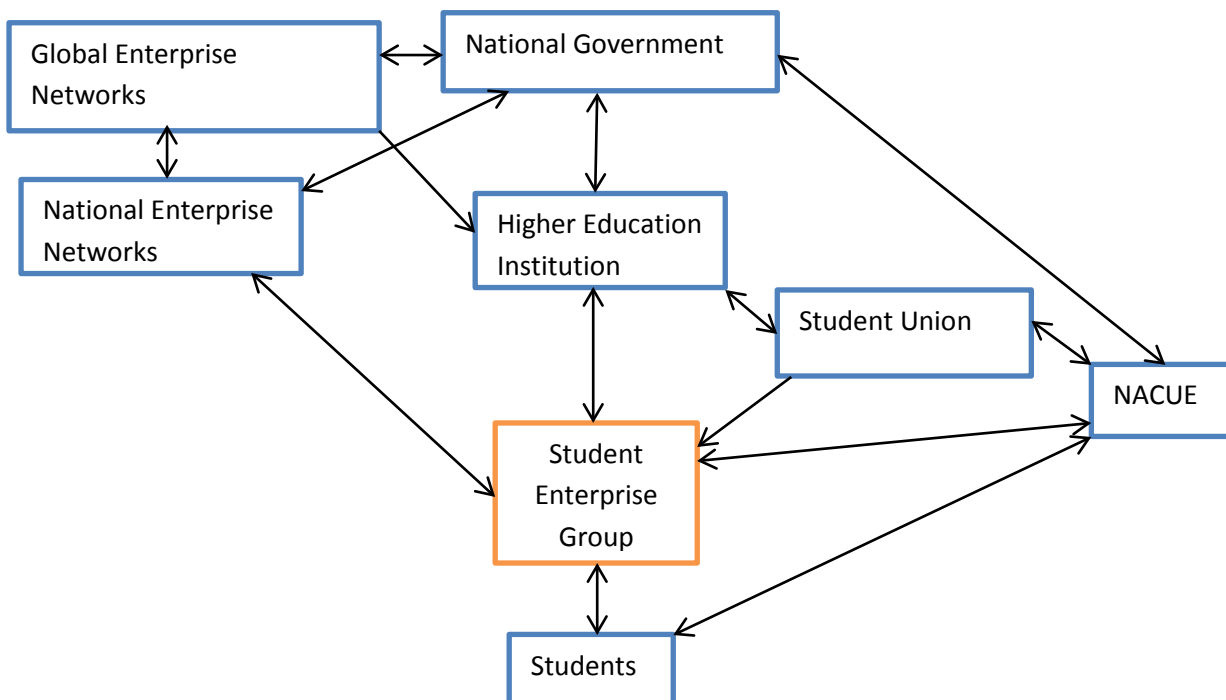 Global Enterprise
Networks
National Government
National Enterprise
Networks
Higher Education
Institution
Student Union
NACUE
Student
Enterprise
Group
Students